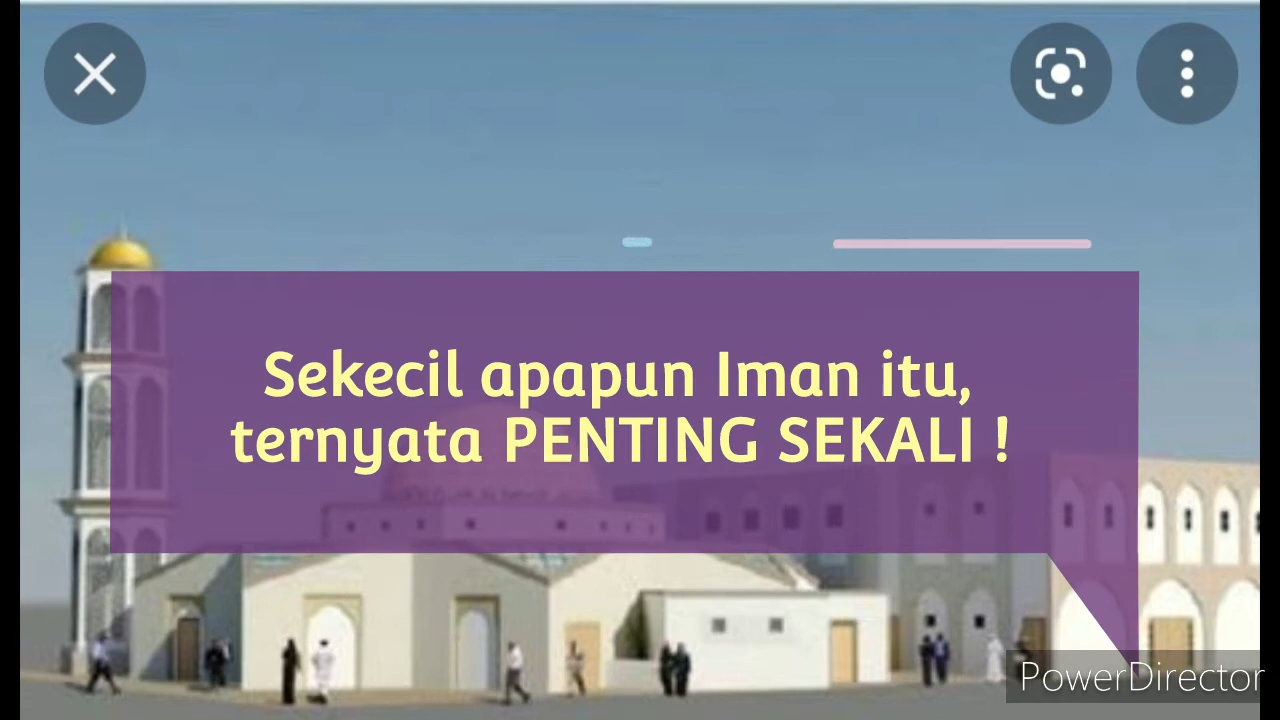 Sekecil apapun Iman itu,
ternyata PENTING SEKALI !
PowerDirector